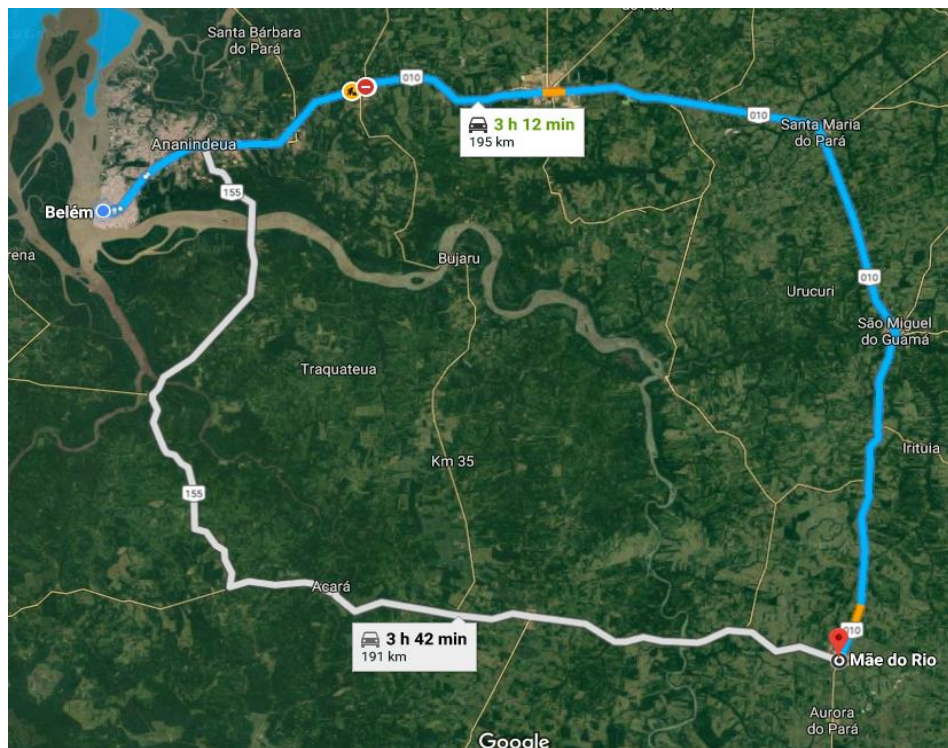 do Pará
Santa Bárbara
do Pará
010
3 h 12 min
195 km
010
Santa Maria
do Pará
Ananindeua
155
Belém
rena
Bujaru
010
Urucuri
São Miguel
do Guamá
Traquateua
Irituia
Km 35
155
Acará
3 h 42 min
191 km
010
Mãe do Rio
Aurora
do Pará
Google